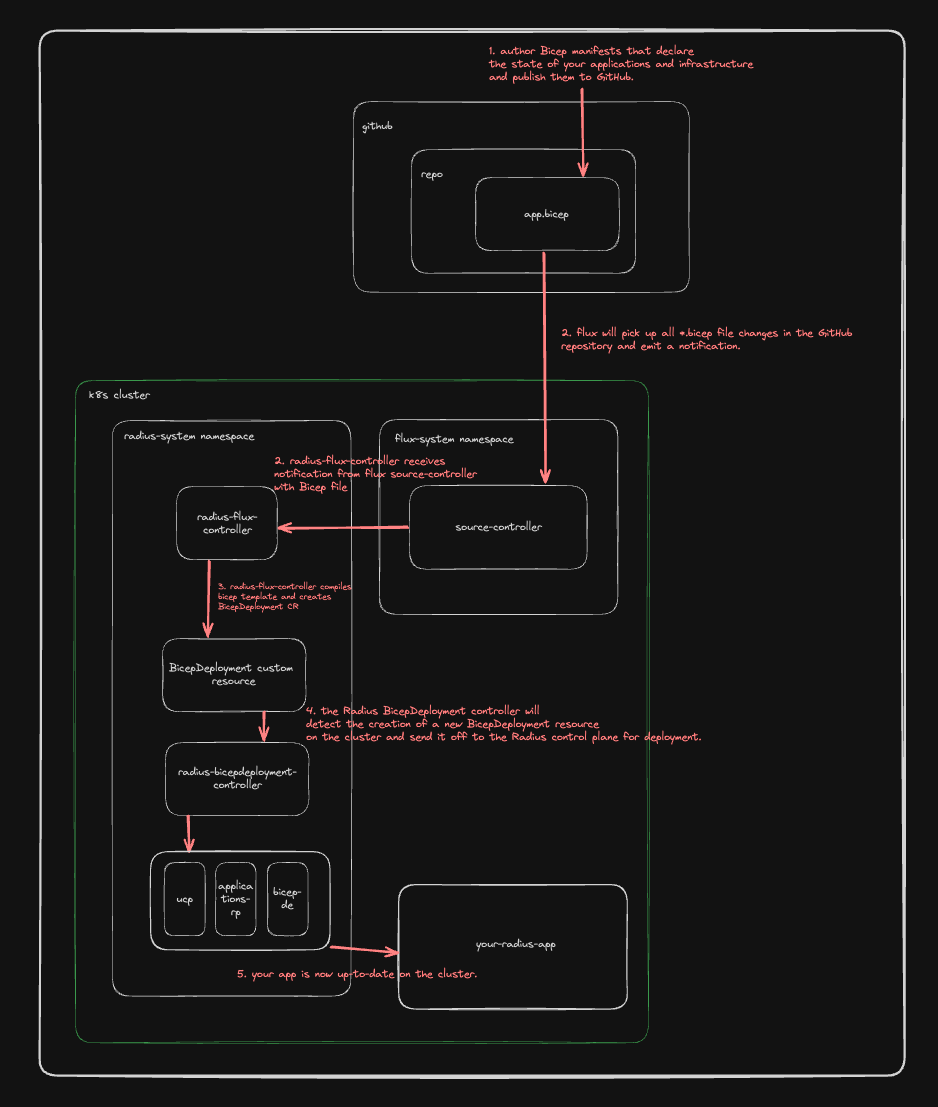 1. author Bicep manifests that declare
the state of your applications and infrastructure
and publish them to GitHub.
github
repo
app.bicep
2. flux will pick up all *.bicep file changes in the GitHub
repository and emit a notification.
k8s cluster
radius-system namespace
flux-system namespace
2. radius-flux-controller receives
notification from flux source-controller
with Bicep file
radius-flux-
controller
source-controller
3. radius-flux-controller compiles
bicep template and creates
BicepDeployment CR
BicepDeployment custom
resource
4. the Radius BicepDeployment controller will
detect the creation of a new BicepDeployment resource
on the cluster and send it off to the Radius control plane for deployment.
radius-bicepdeployment-
controller
ucp
applica
tions-
rp
bicep-
de
your-radius-app
5. your app is now up-to-date on the cluster.